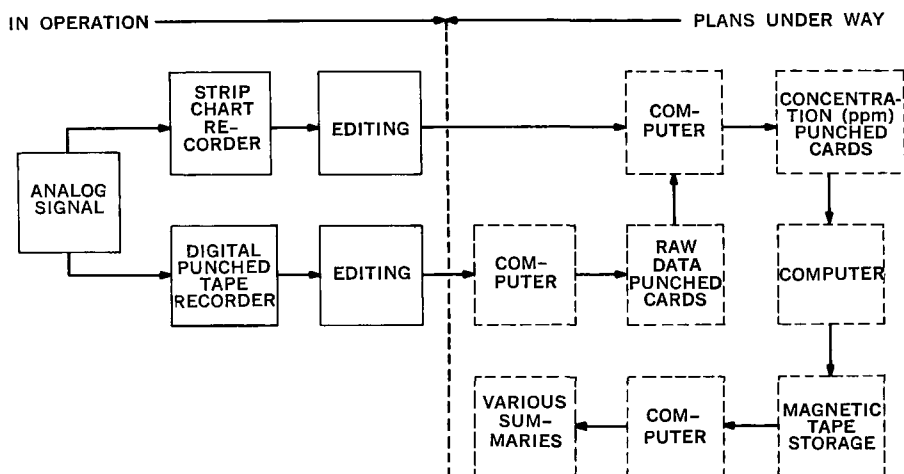 IN OPERATION
PLANS UNDER WAY
STRIP
CHART
RE-
CORDER
EDITING
COM-
PUTER
CONCENTRA-
TION (ppm)
PUNCHED
CARDS
ANALOG
SIGNAL
DIGITAL
PUNCHED
TAPE
RECORDER
EDITING
COM-
PUTER
RAW
DATA
PUNCHED
CARDS
COMPUTER
VARIOUS
SUM-
MARIES
COM-
PUTER
MAGNETIC
TAPE
STORAGE